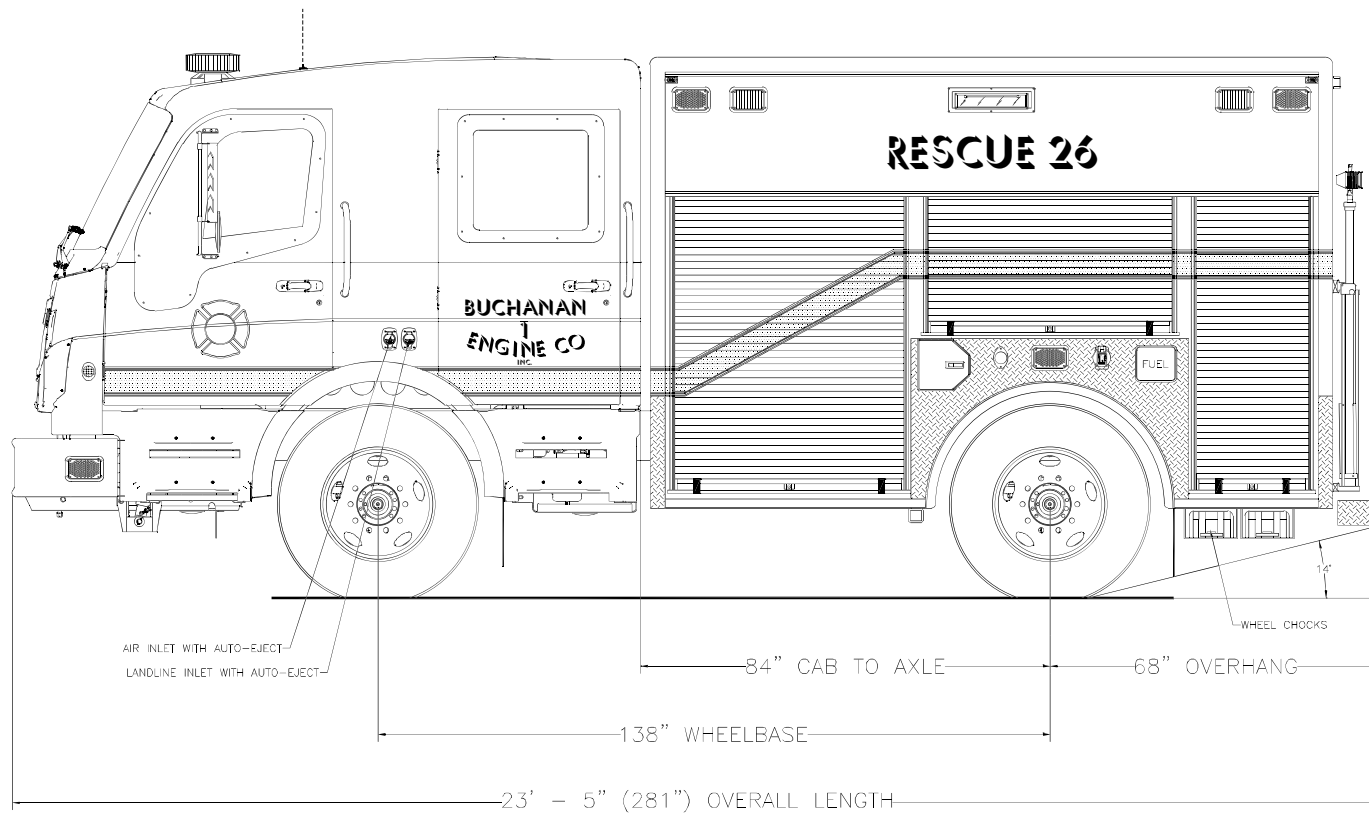 RESCUE 26
BUCHANAN
1
ENGINE CO
INC.
FUEL
14°
WHEEL CHOCKS
AIR INLET WITH AUTO-EJECT
LANDLINE INLET WITH AUTO-EJECT
84" CAB TO AXLE
68" OVERHANG
138" WHEELBASE
23' - 5" (281") OVERALL LENGTH